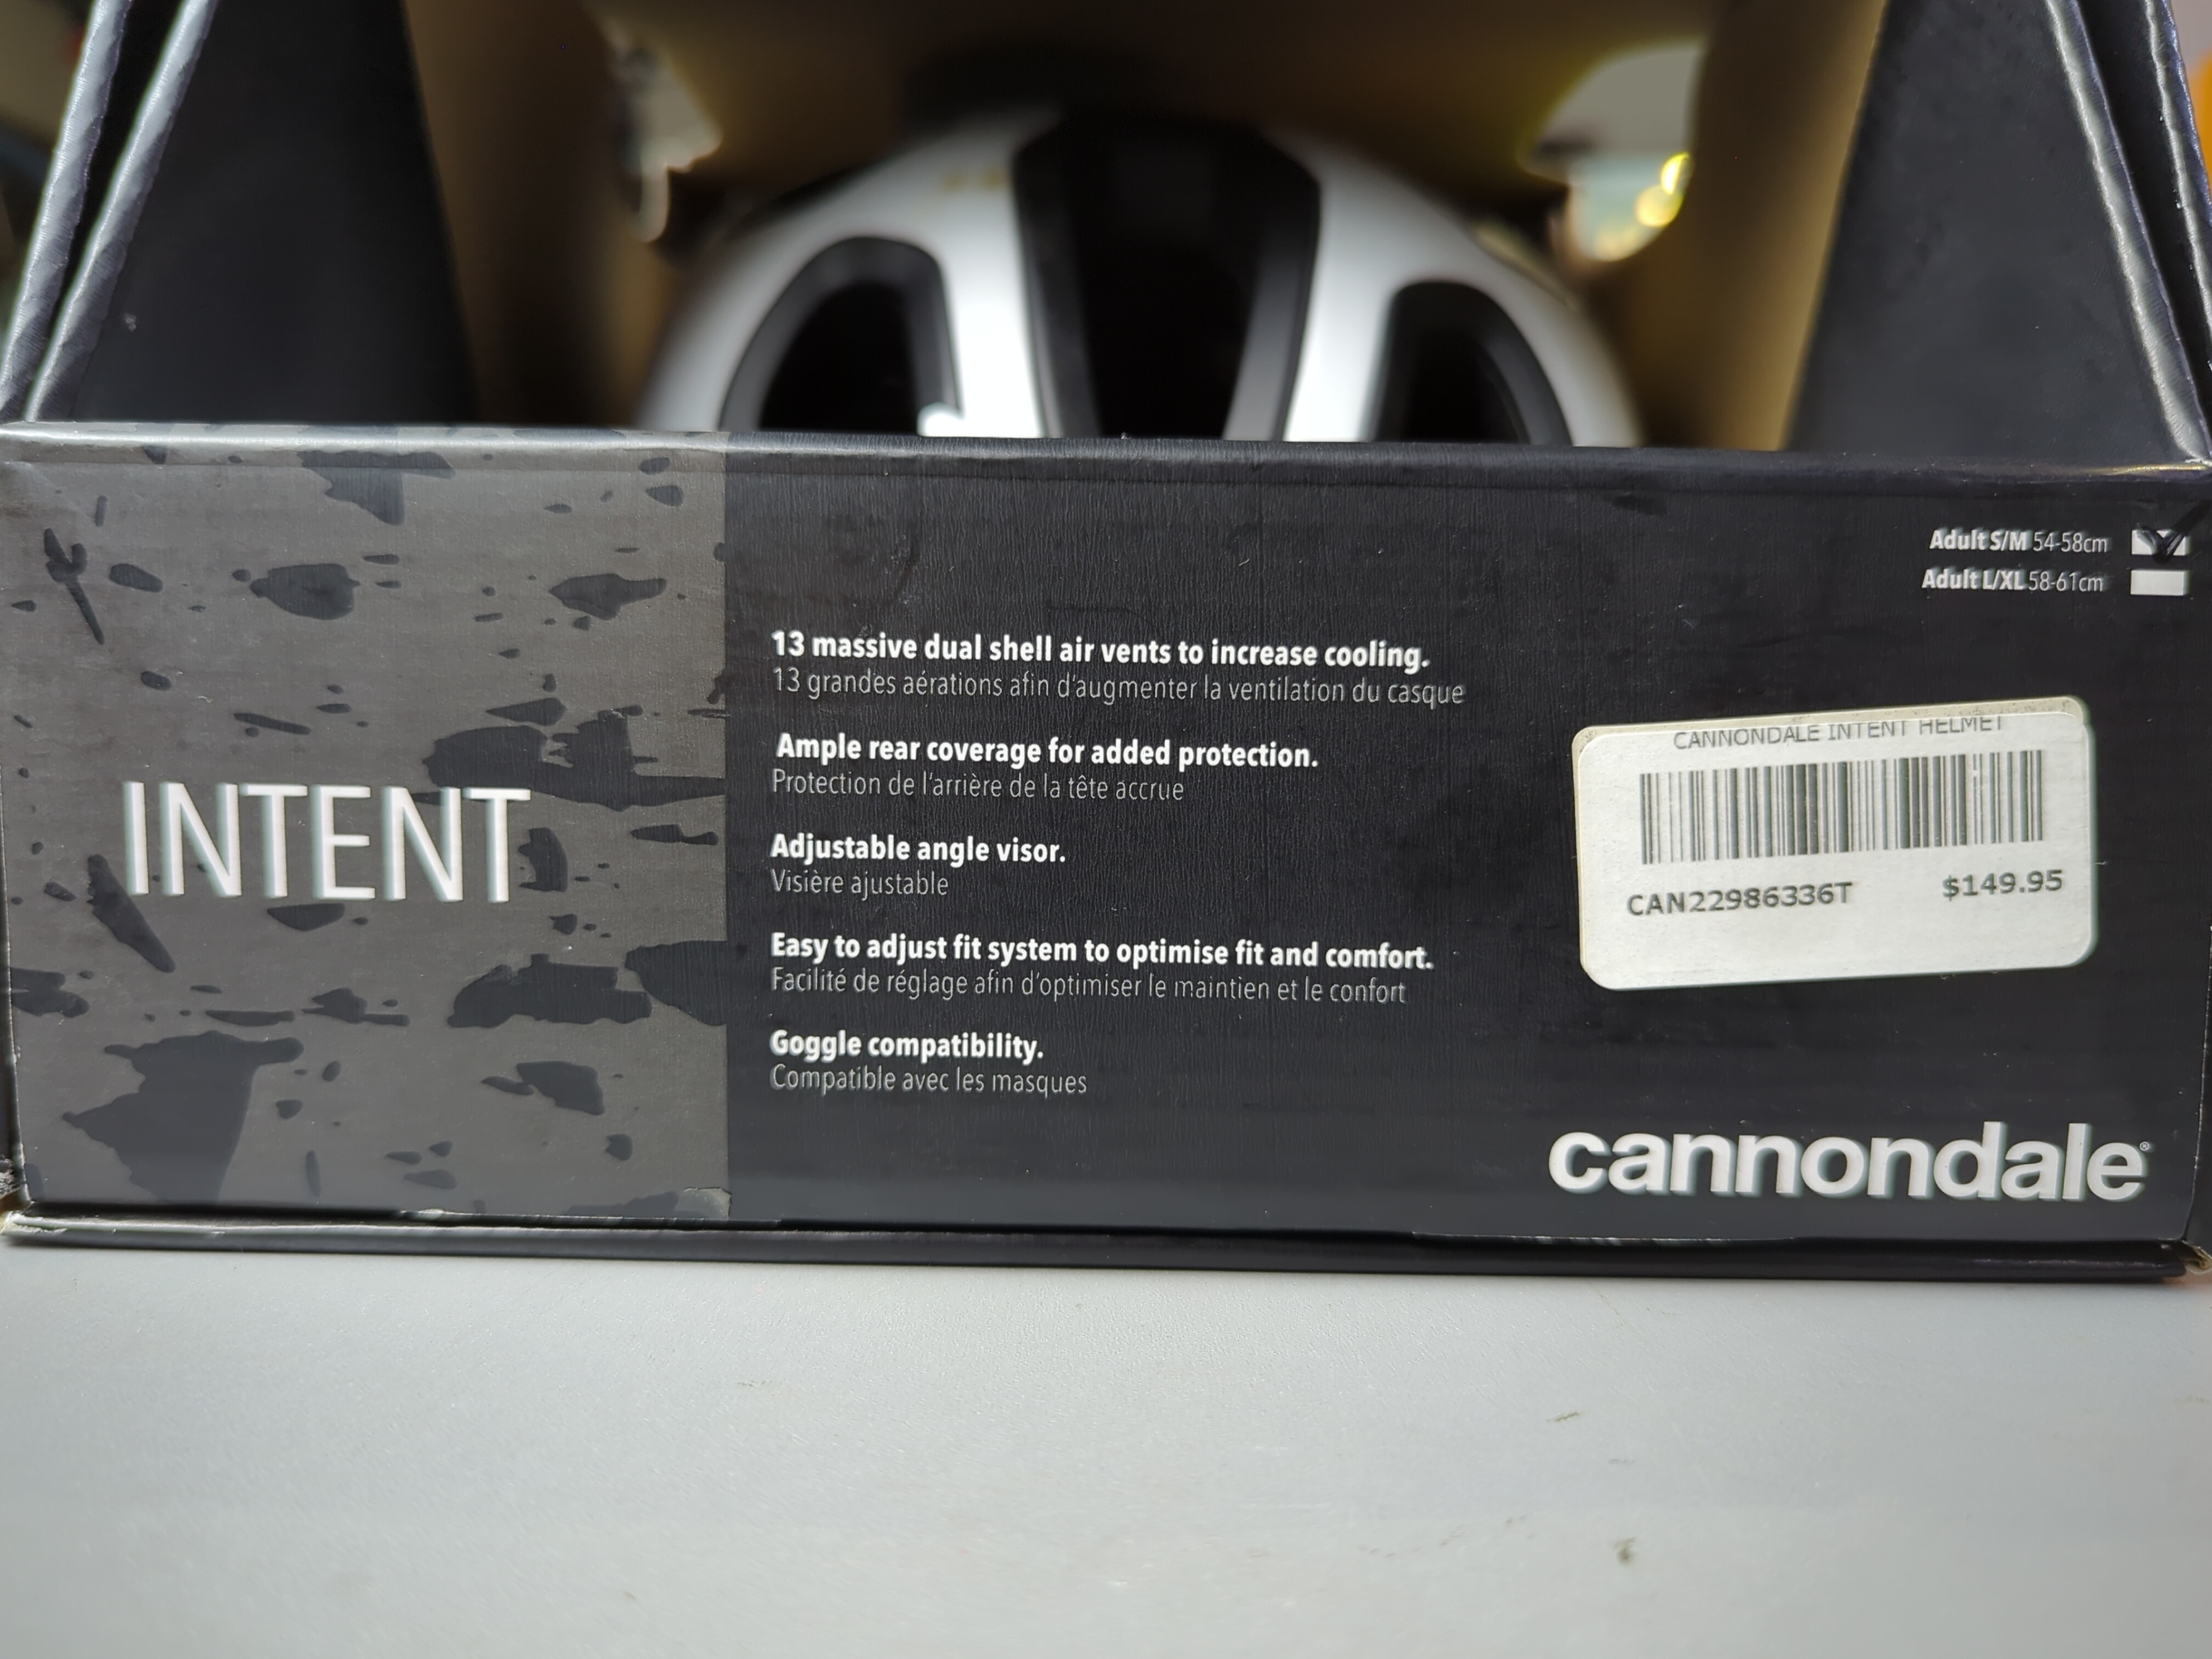 Adult S/M 54-58cm
Adult L/XL 58-61cm
INTENT
13 massive dual shell air vents to increase cooling.
13 grandes aérations afin d'augmenter la ventilation du casque
Ample rear coverage for added protection.
Protection de l'arrière de la tête accrue
Adjustable angle visor.
Visière ajustable
Easy to adjust fit system to optimise fit and comfort.
Facilité de réglage afin d'optimiser le maintien et le confort
Goggle compatibility.
Compatible avec les masques
CANNONDALE INTENT HELMET
CAN22986336T $149.95
cannondale